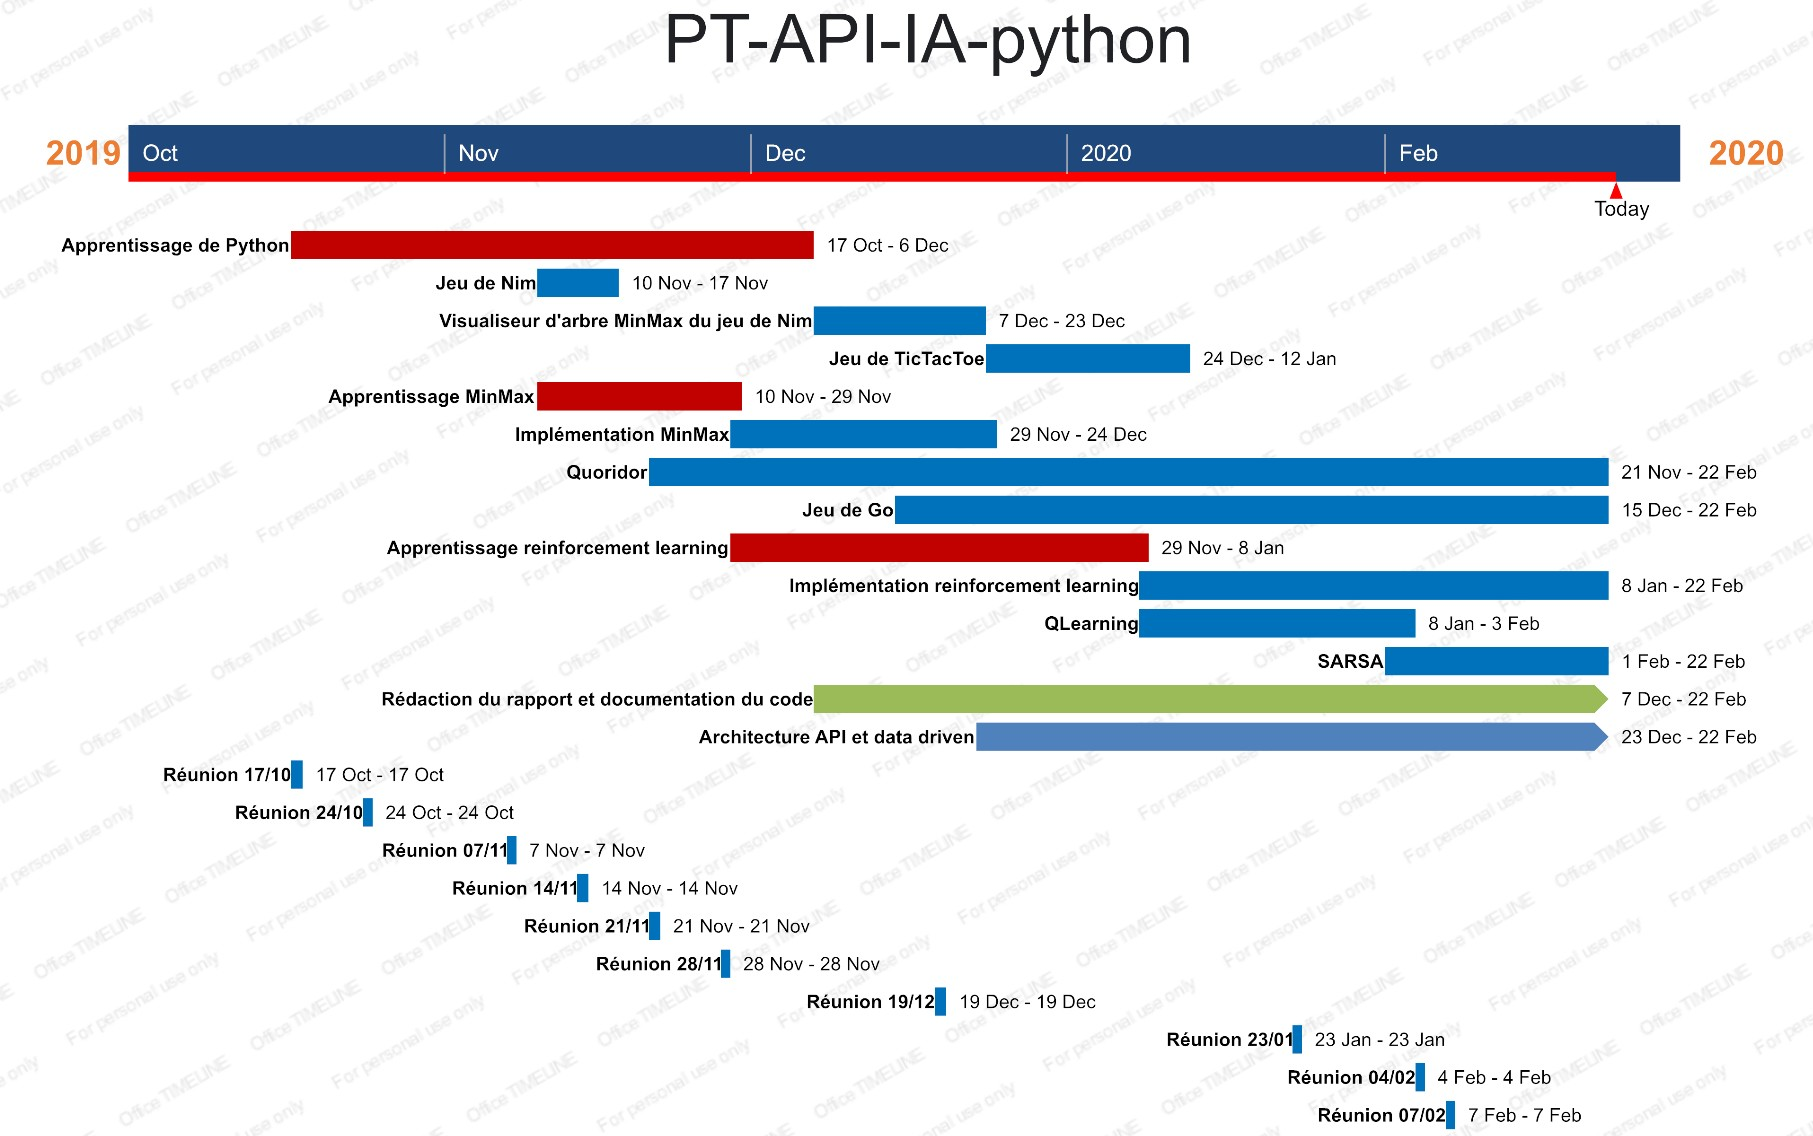 PT-API-IA-python
2019 Oct Nov Dec 2020 Feb 2020
Today
Apprentissage de Python 17 Oct - 6 Dec
Jeu de Nim 10 Nov - 17 Nov
Visualiseur d'arbre MinMax du jeu de Nim 7 Dec - 23 Dec
Jeu de TicTacToe 24 Dec - 12 Jan
Apprentissage MinMax 10 Nov - 29 Nov
Implémentation MinMax 29 Nov - 24 Dec
Quoridor 21 Nov - 22 Feb
Jeu de Go 15 Dec - 22 Feb
Apprentissage reinforcement learning 29 Nov - 8 Jan
Implémentation reinforcement learning 8 Jan - 22 Feb
QLearning 8 Jan - 3 Feb
SARSA 1 Feb - 22 Feb
Rédaction du rapport et documentation du code 7 Dec - 22 Feb
Architecture API et data driven 23 Dec - 22 Feb
Réunion 17/10 17 Oct - 17 Oct
Réunion 24/10 24 Oct - 24 Oct
Réunion 07/11 7 Nov - 7 Nov
Réunion 14/11 14 Nov - 14 Nov
Réunion 21/11 21 Nov - 21 Nov
Réunion 28/11 28 Nov - 28 Nov
Réunion 19/12 19 Dec - 19 Dec
Réunion 23/01 23 Jan - 23 Jan
Réunion 04/02 4 Feb - 4 Feb
Réunion 07/02 7 Feb - 7 Feb
Office TIMELINE For personal use only